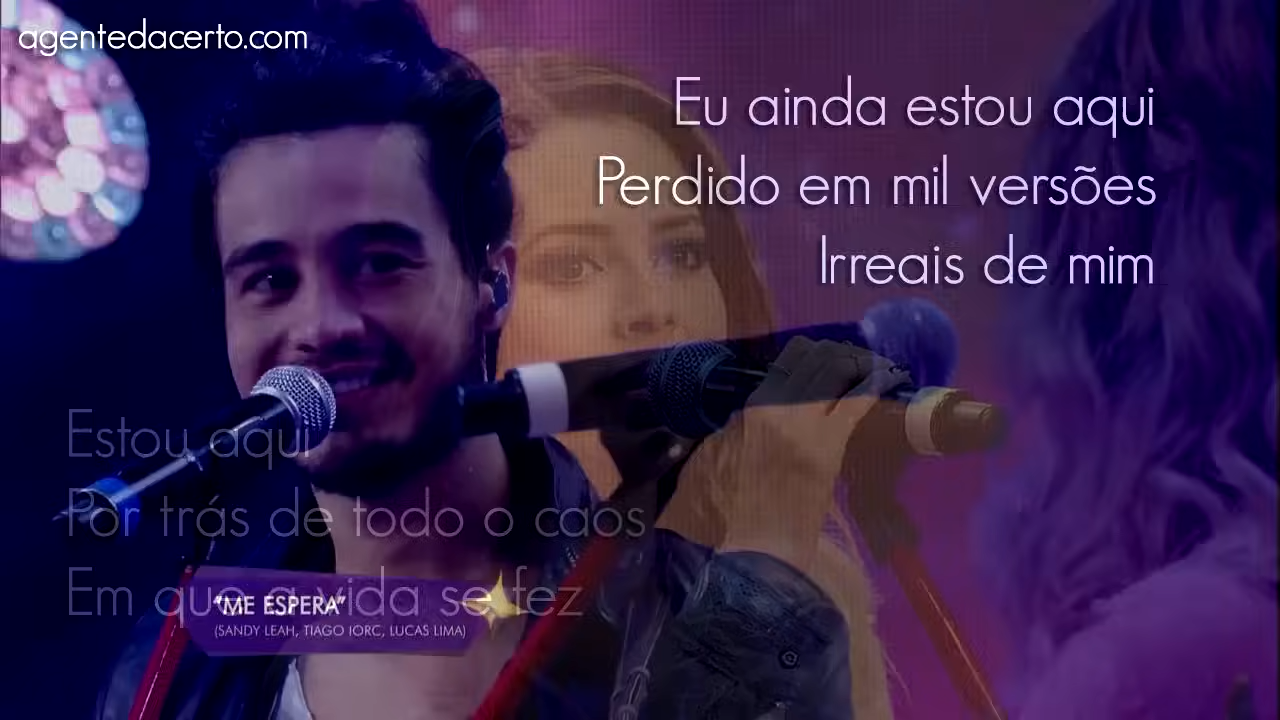 agentedacerto.com
Eu ainda estou aqui
Perdido em mil versões
Irreais de mim
Estou aqui
Por trás de todo o caos
Em que a vida se fez
"ME ESPERA"
(SANDY LEAH, TIAGO IORC, LUCAS LIMA)